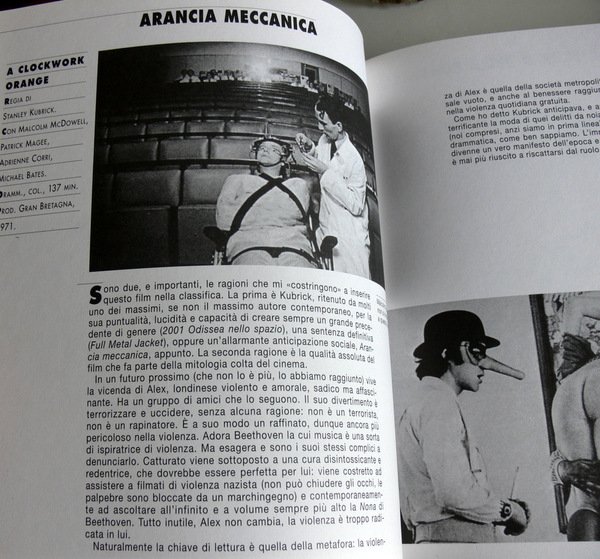 ARANCIA MECCANICA
A CLOCKWORK
ORANGE
REGIA DI
STANLEY KUBRICK.
CON MALCOLM MCDOWELL,
PATRICK MAGEE,
ADRIENNE CORRI,
MICHAEL BATES.
DRAMM., COL., 137 MIN.
PROD. GRAN BRETAGNA,
1971.
Sono due, e importanti, le ragioni che mi «costringono» a inserire
questo film nella classifica. La prima è Kubrick, ritenuto da molti
uno dei massimi, se non il massimo autore contemporaneo, per la
sua puntualità, lucidità e capacità di creare sempre un grande prece-
dente di genere (2001 Odissea nello spazio), una sentenza definitiva
(Full Metal Jacket), oppure un'allarmante anticipazione sociale, Aran-
cia meccanica, appunto. La seconda ragione è la qualità assoluta del
film che fa parte della mitologia colta del cinema.
In un futuro prossimo (che non lo è più, lo abbiamo raggiunto) vive
la vicenda di Alex, londinese violento e amorale, sadico ma affasci-
nante. Ha un gruppo di amici che lo seguono. Il suo divertimento è
terrorizzare e uccidere, senza alcuna ragione: non è un terrorista,
non è un rapinatore. È a suo modo un raffinato, dunque ancora più
pericoloso nella violenza. Adora Beethoven la cui musica è una sorta
di ispiratrice di violenza. Ma esagera e sono i suoi stessi complici a
denunciarlo. Catturato viene sottoposto a una cura disintossicante e
redentrice, che dovrebbe essere perfetta per lui: viene costretto ad
assistere a filmati di violenza nazista (non può chiudere gli occhi, le
palpebre sono bloccate da un marchingegno) e contemporaneamen-
te ad ascoltare all'infinito e a volume sempre più alto la Nona di
Beethoven. Tutto inutile, Alex non cambia, la violenza è troppo radi-
cata in lui.
Naturalmente la chiave di lettura è quella della metafora: la violen-
za di Alex è quella della società metropolit
sale vuoto, e anche al benessere raggiun
nella violenza quotidiana gratuita.
Come ho detto Kubrick anticipava, e a
terrificante la moda di quei delitti da noia
(noi compresi, anzi siamo in prima linea
drammatica, come ben sappiamo. L'im
divenne un vero manifesto dell'epoca e
è mai più riuscito a riscattarsi dal ruolo